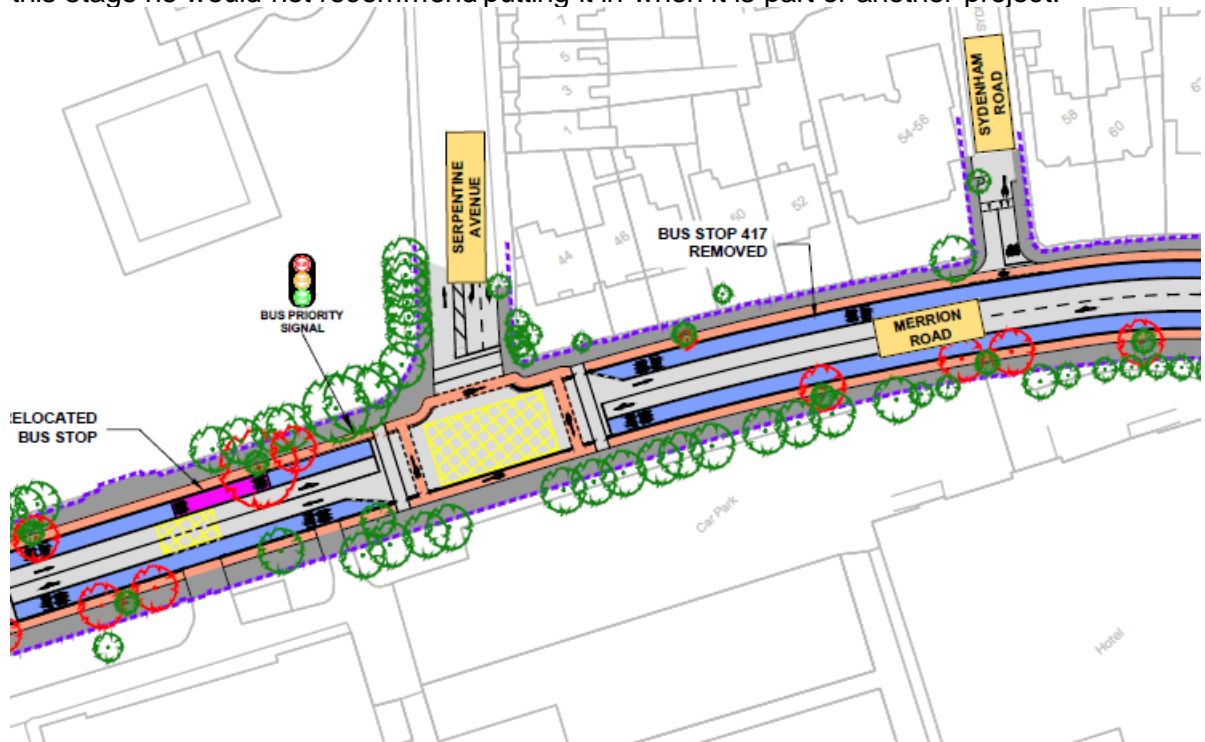 this stage he would not recommend putting it in when it is part of another project.
SYDENHAM
ROAD
SERPENTINE
AVENUE
7
5
3
1
54-56
58
60
52
50
46
44
BUS STOP 417
REMOVED
BUS PRIORITY
SIGNAL
MERRION
ROAD
RELOCATED
BUS STOP
Car Park
Hotel